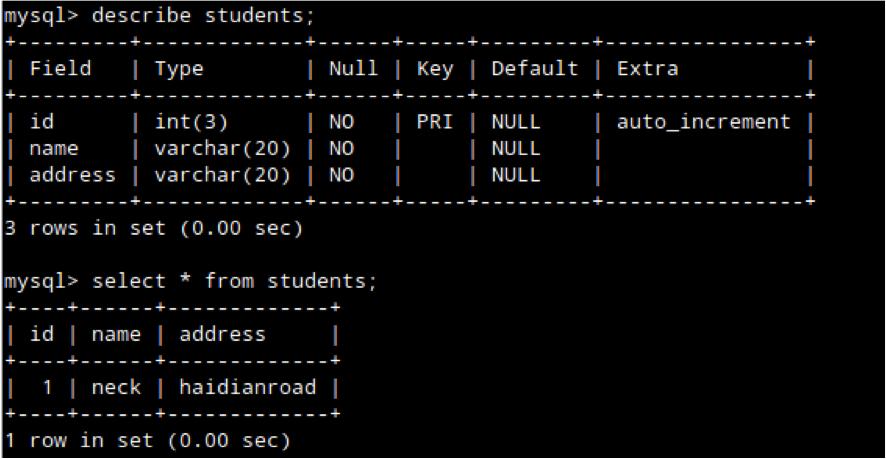 mysql> describe students;
+---------+-------------+------+-----+---------+----------------+
| Field   | Type        | Null | Key | Default | Extra          |
+---------+-------------+------+-----+---------+----------------+
| id      | int(3)      | NO   | PRI | NULL    | auto_increment |
| name    | varchar(20) | NO   |     | NULL    |                |
| address | varchar(20) | NO   |     | NULL    |                |
+---------+-------------+------+-----+---------+----------------+
3 rows in set (0.00 sec)
mysql> select * from students;
+----+------+-------------+
| id | name | address     |
+----+------+-------------+
|  1 | neck | haidianroad |
+----+------+-------------+
1 row in set (0.00 sec)